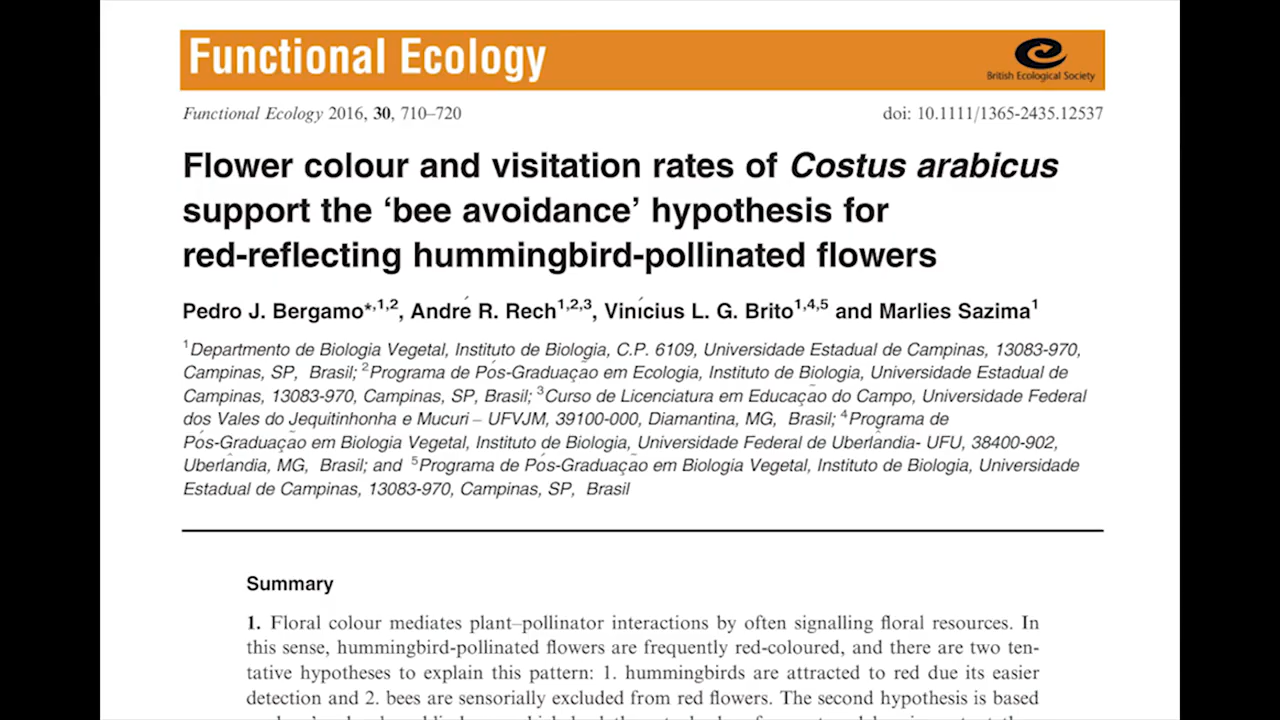 Functional Ecology
British Ecological Society
Functional Ecology 2016, 30, 710–720
doi: 10.1111/1365-2435.12537
Flower colour and visitation rates of Costus arabicus
support the ‘bee avoidance’ hypothesis for
red-reflecting hummingbird-pollinated flowers
Pedro J. Bergamo*,1,2, André R. Rech1,2,3, Vinícius L. G. Brito1,4,5 and Marlies Sazima1
1Departmento de Biologia Vegetal, Instituto de Biologia, C.P. 6109, Universidade Estadual de Campinas, 13083-970,
Campinas, SP, Brasil; 2Programa de Pós-Graduação em Ecologia, Instituto de Biologia, Universidade Estadual de
Campinas, 13083-970, Campinas, SP, Brasil; 3Curso de Licenciatura em Educação do Campo, Universidade Federal
dos Vales do Jequitinhonha e Mucuri – UFVJM, 39100-000, Diamantina, MG, Brasil; 4Programa de
Pós-Graduação em Biologia Vegetal, Instituto de Biologia, Universidade Federal de Uberlândia- UFU, 38400-902,
Uberlândia, MG, Brasil; and 5Programa de Pós-Graduação em Biologia Vegetal, Instituto de Biologia, Universidade
Estadual de Campinas, 13083-970, Campinas, SP, Brasil
Summary
1. Floral colour mediates plant–pollinator interactions by often signalling floral resources. In
this sense, hummingbird-pollinated flowers are frequently red-coloured, and there are two ten-
tative hypotheses to explain this pattern: 1. hummingbirds are attracted to red due its easier
detection and 2. bees are sensorially excluded from red flowers. The second hypothesis is based